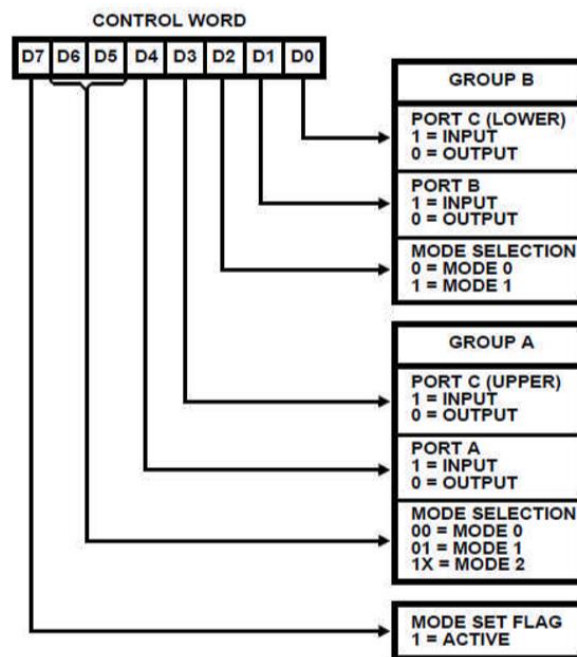 CONTROL WORD
D7 D6 D5 D4 D3 D2 D1 D0
GROUP B
PORT C (LOWER)
1 = INPUT
0 = OUTPUT
PORT B
1 = INPUT
0 = OUTPUT
MODE SELECTION
0 = MODE 0
1 = MODE 1
GROUP A
PORT C (UPPER)
1 = INPUT
0 = OUTPUT
PORT A
1 = INPUT
0 = OUTPUT
MODE SELECTION
00 = MODE 0
01 = MODE 1
1X = MODE 2
MODE SET FLAG
1 = ACTIVE